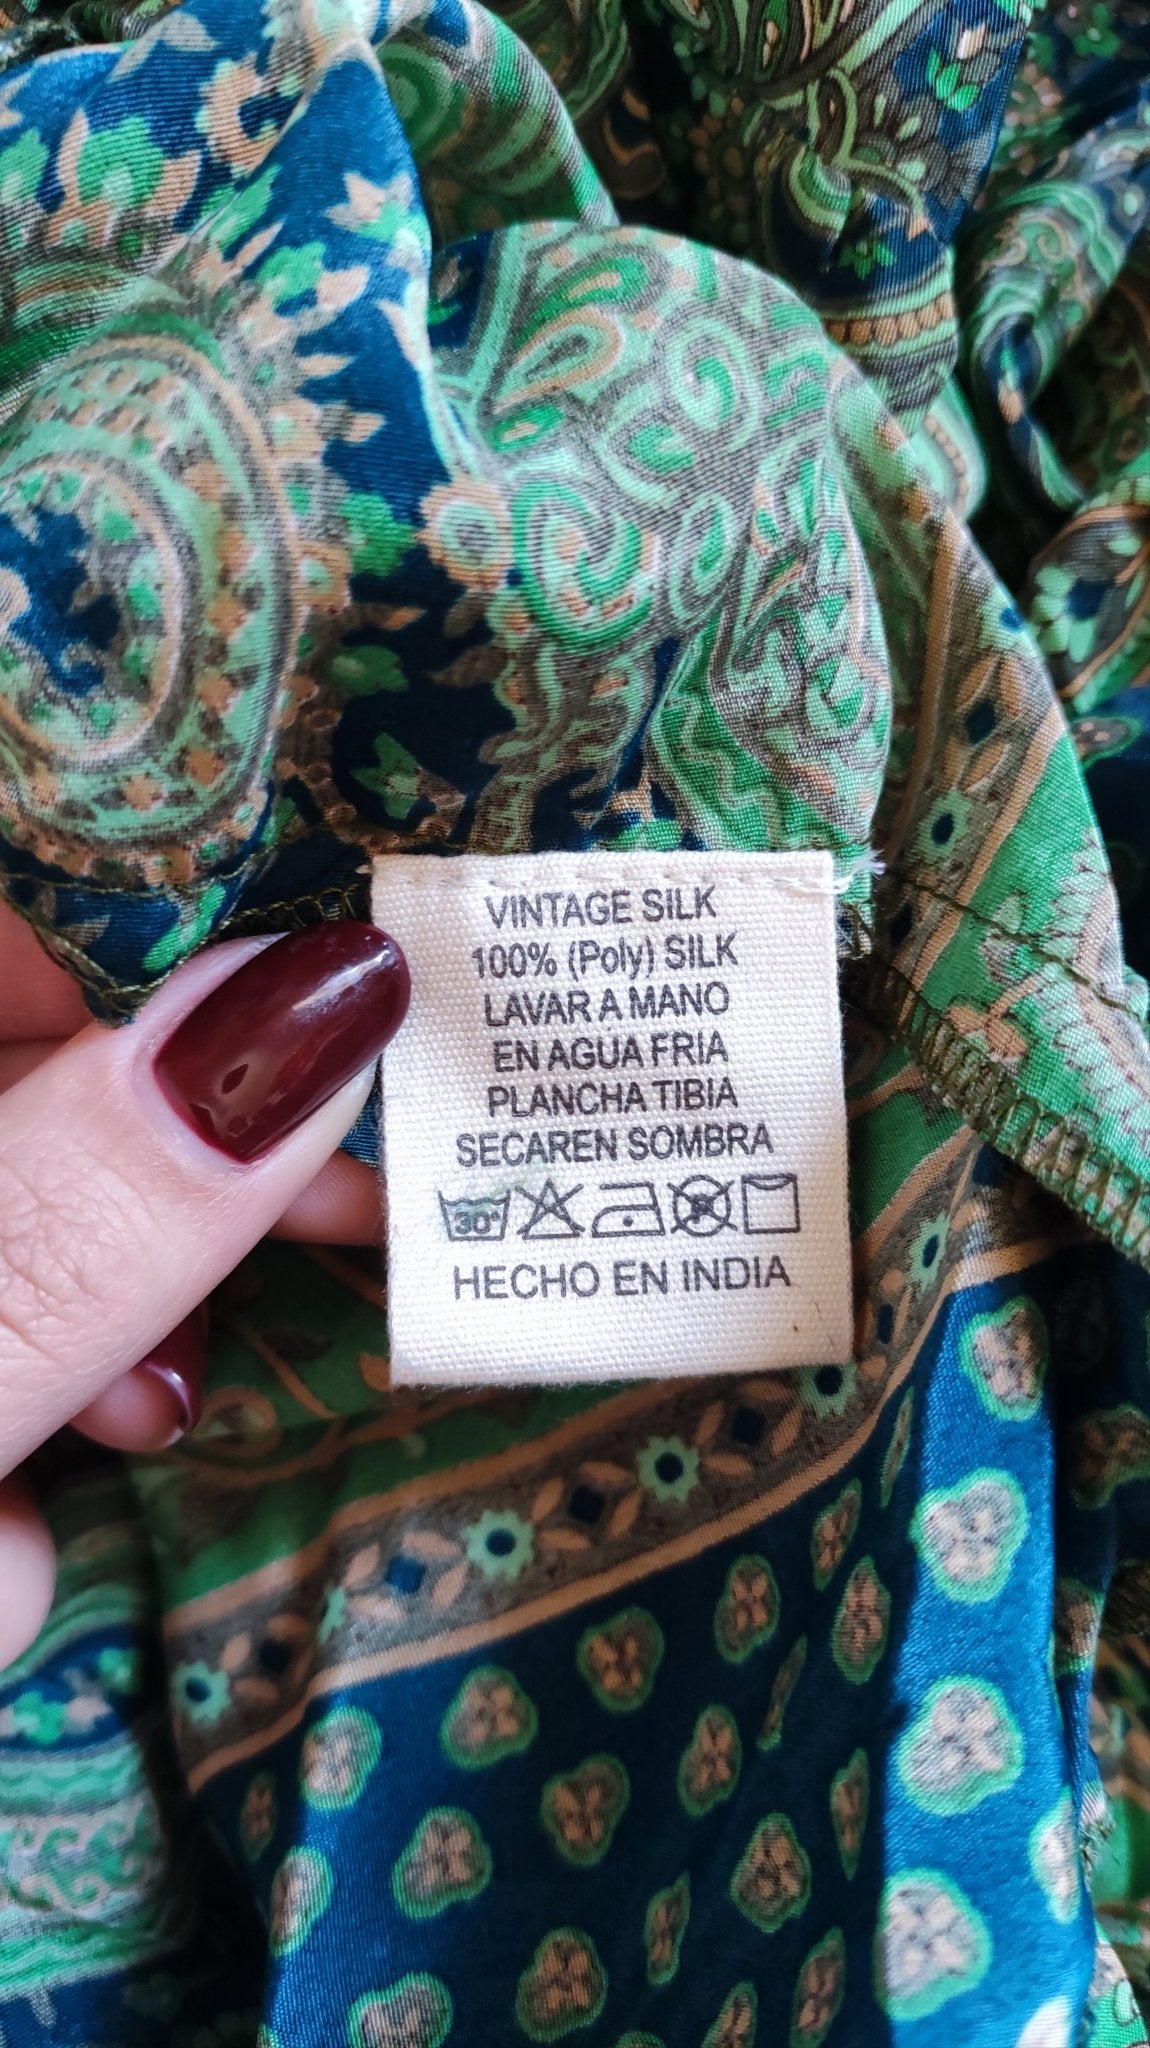 VINTAGE SILK
100% (Poly) SILK
LAVAR A MANO
EN AGUA FRIA
PLANCHA TIBIA
SECAREN SOMBRA
30°
HECHO EN INDIA